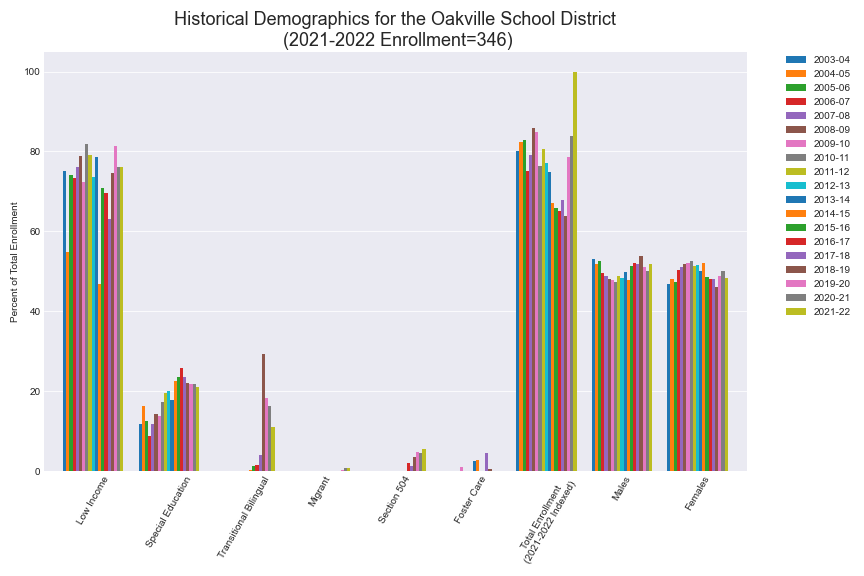 Historical Demographics for the Oakville School District
(2021-2022 Enrollment=346)
Percent of Total Enrollment
100
80
60
40
20
0
Low Income
Special Education
Transitional Bilingual
Migrant
Section 504
Foster Care
Total Enrollment
(2021-2022 Indexed)
Males
Females
2003-04
2004-05
2005-06
2006-07
2007-08
2008-09
2009-10
2010-11
2011-12
2012-13
2013-14
2014-15
2015-16
2016-17
2017-18
2018-19
2019-20
2020-21
2021-22